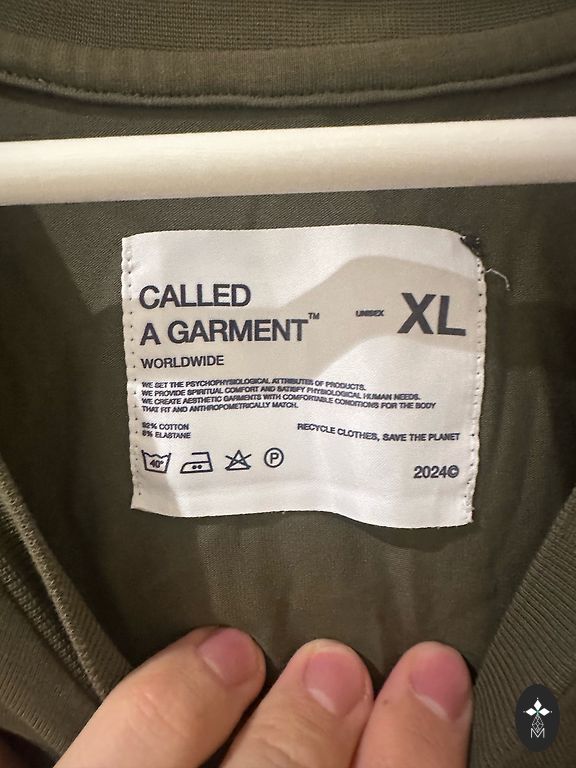 CALLED
A GARMENT™
UNISEX XL
WORLDWIDE
WE SET THE PSYCHOPHYSIOLOGICAL ATTRIBUTES OF PRODUCTS.
WE PROVIDE SPIRITUAL COMFORT AND SATISFY PHYSIOLOGICAL HUMAN NEEDS.
WE CREATE AESTHETIC GARMENTS WITH COMFORTABLE CONDITIONS FOR THE BODY
THAT FIT AND ANTHROPOMETRICALLY MATCH.
92% COTTON
8% ELASTANE
RECYCLE CLOTHES, SAVE THE PLANET
40°
P
2024©
M